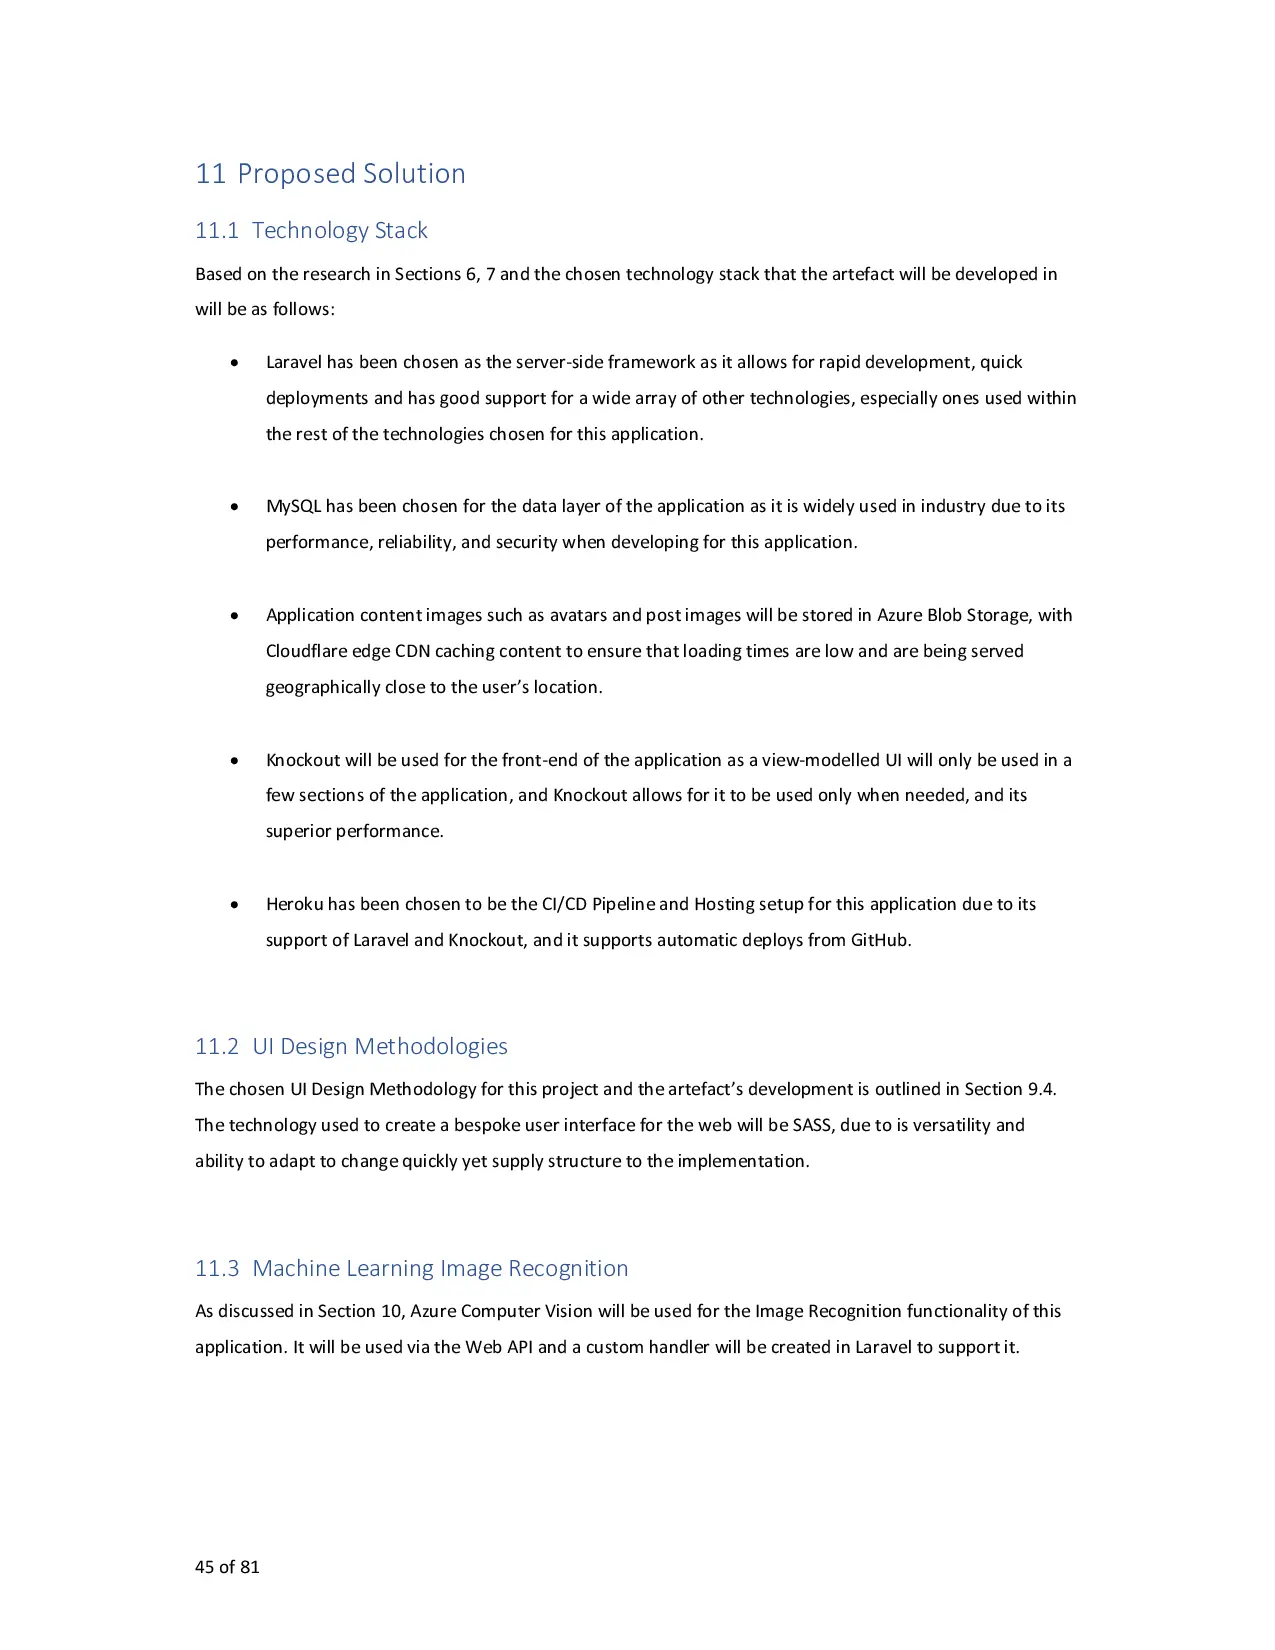 11 Proposed Solution
11.1 Technology Stack
Based on the research in Sections 6, 7 and the chosen technology stack that the artefact will be developed in
will be as follows:
• Laravel has been chosen as the server-side framework as it allows for rapid development, quick
deployments and has good support for a wide array of other technologies, especially ones used within
the rest of the technologies chosen for this application.
• MySQL has been chosen for the data layer of the application as it is widely used in industry due to its
performance, reliability, and security when developing for this application.
• Application content images such as avatars and post images will be stored in Azure Blob Storage, with
Cloudflare edge CDN caching content to ensure that loading times are low and are being served
geographically close to the user’s location.
• Knockout will be used for the front-end of the application as a view-modelled UI will only be used in a
few sections of the application, and Knockout allows for it to be used only when needed, and its
superior performance.
• Heroku has been chosen to be the CI/CD Pipeline and Hosting setup for this application due to its
support of Laravel and Knockout, and it supports automatic deploys from GitHub.
11.2 UI Design Methodologies
The chosen UI Design Methodology for this project and the artefact’s development is outlined in Section 9.4.
The technology used to create a bespoke user interface for the web will be SASS, due to is versatility and
ability to adapt to change quickly yet supply structure to the implementation.
11.3 Machine Learning Image Recognition
As discussed in Section 10, Azure Computer Vision will be used for the Image Recognition functionality of this
application. It will be used via the Web API and a custom handler will be created in Laravel to support it.
45 of 81